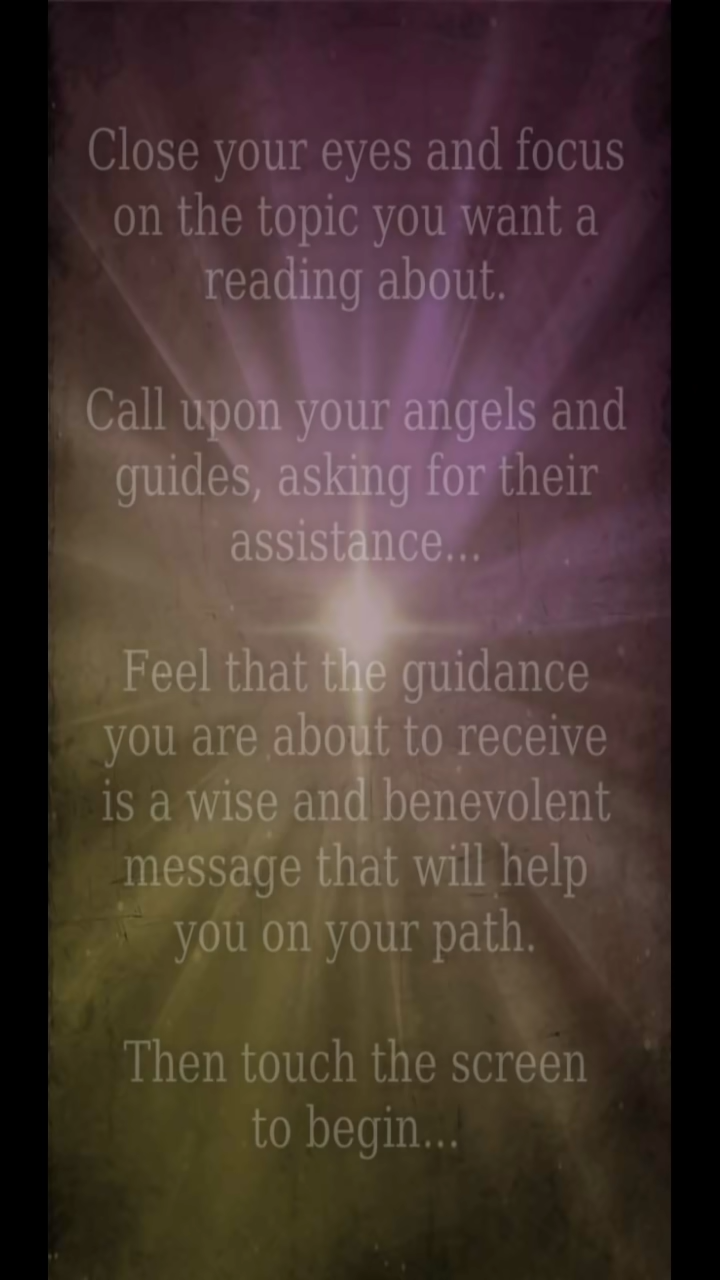 Close your eyes and focus
on the topic you want a
reading about.
Call upon your angels and
guides, asking for their
assistance...
Feel that the guidance
you are about to receive
is a wise and benevolent
message that will help
you on your path.
Then touch the screen
to begin...